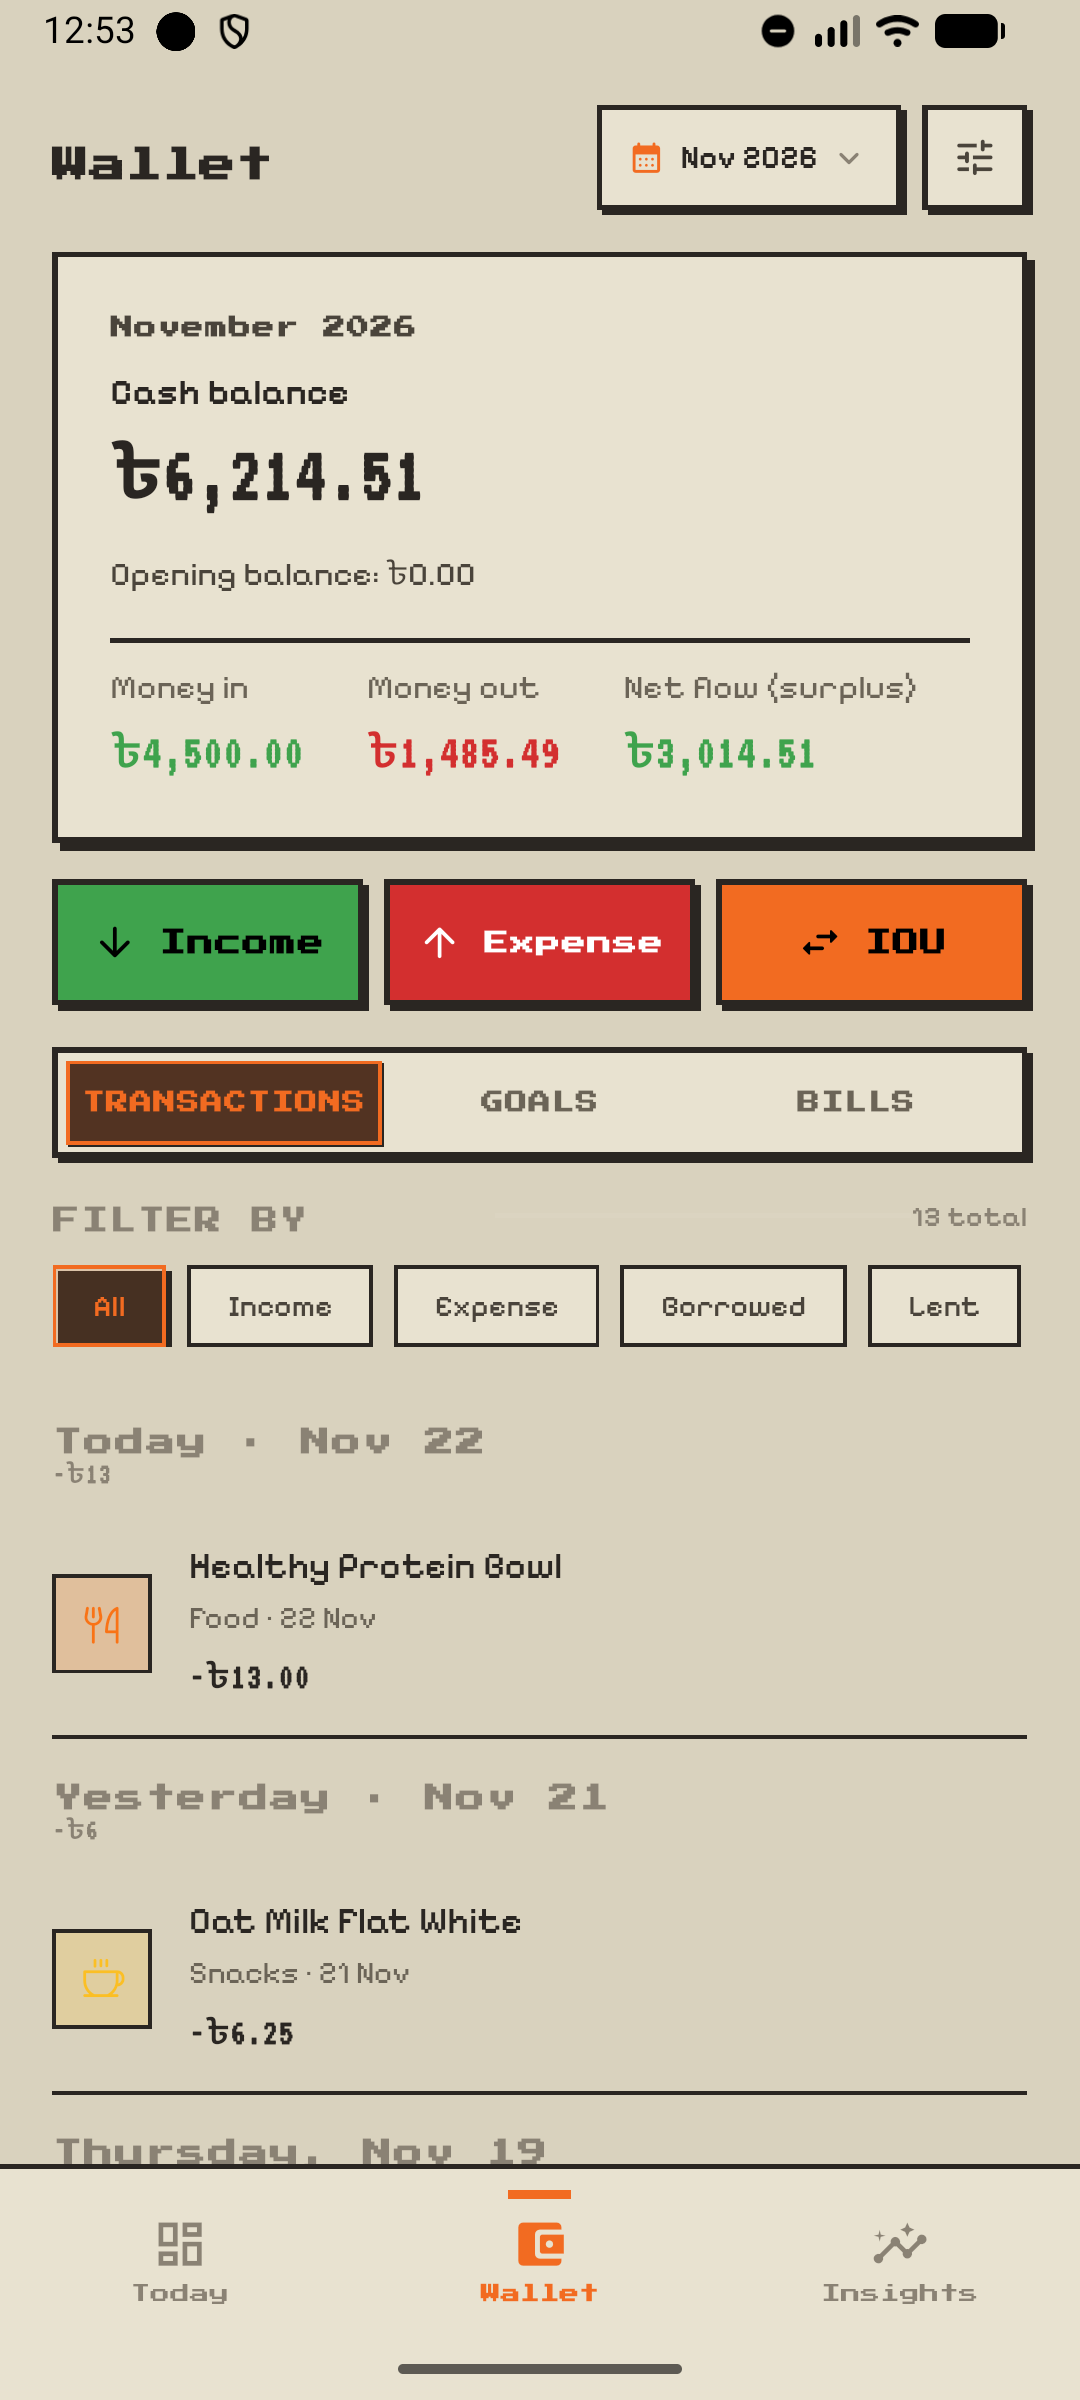 12:53
Wallet
Nov 2026
November 2026
Cash balance
৳6,214.51
Opening balance: ৳0.00
Money in Money out Net flow (surplus)
৳4,500.00 ৳1,485.49 ৳3,014.51
Income Expense IOU
TRANSACTIONS GOALS BILLS
FILTER BY 13 total
All Income Expense Borrowed Lent
Today · Nov 22
-৳13
Healthy Protein Bowl
Food · 22 Nov
-৳13.00
Yesterday · Nov 21
-৳6
Oat Milk Flat White
Snacks · 21 Nov
-৳6.25
Thursday, Nov 19
Today Wallet Insights